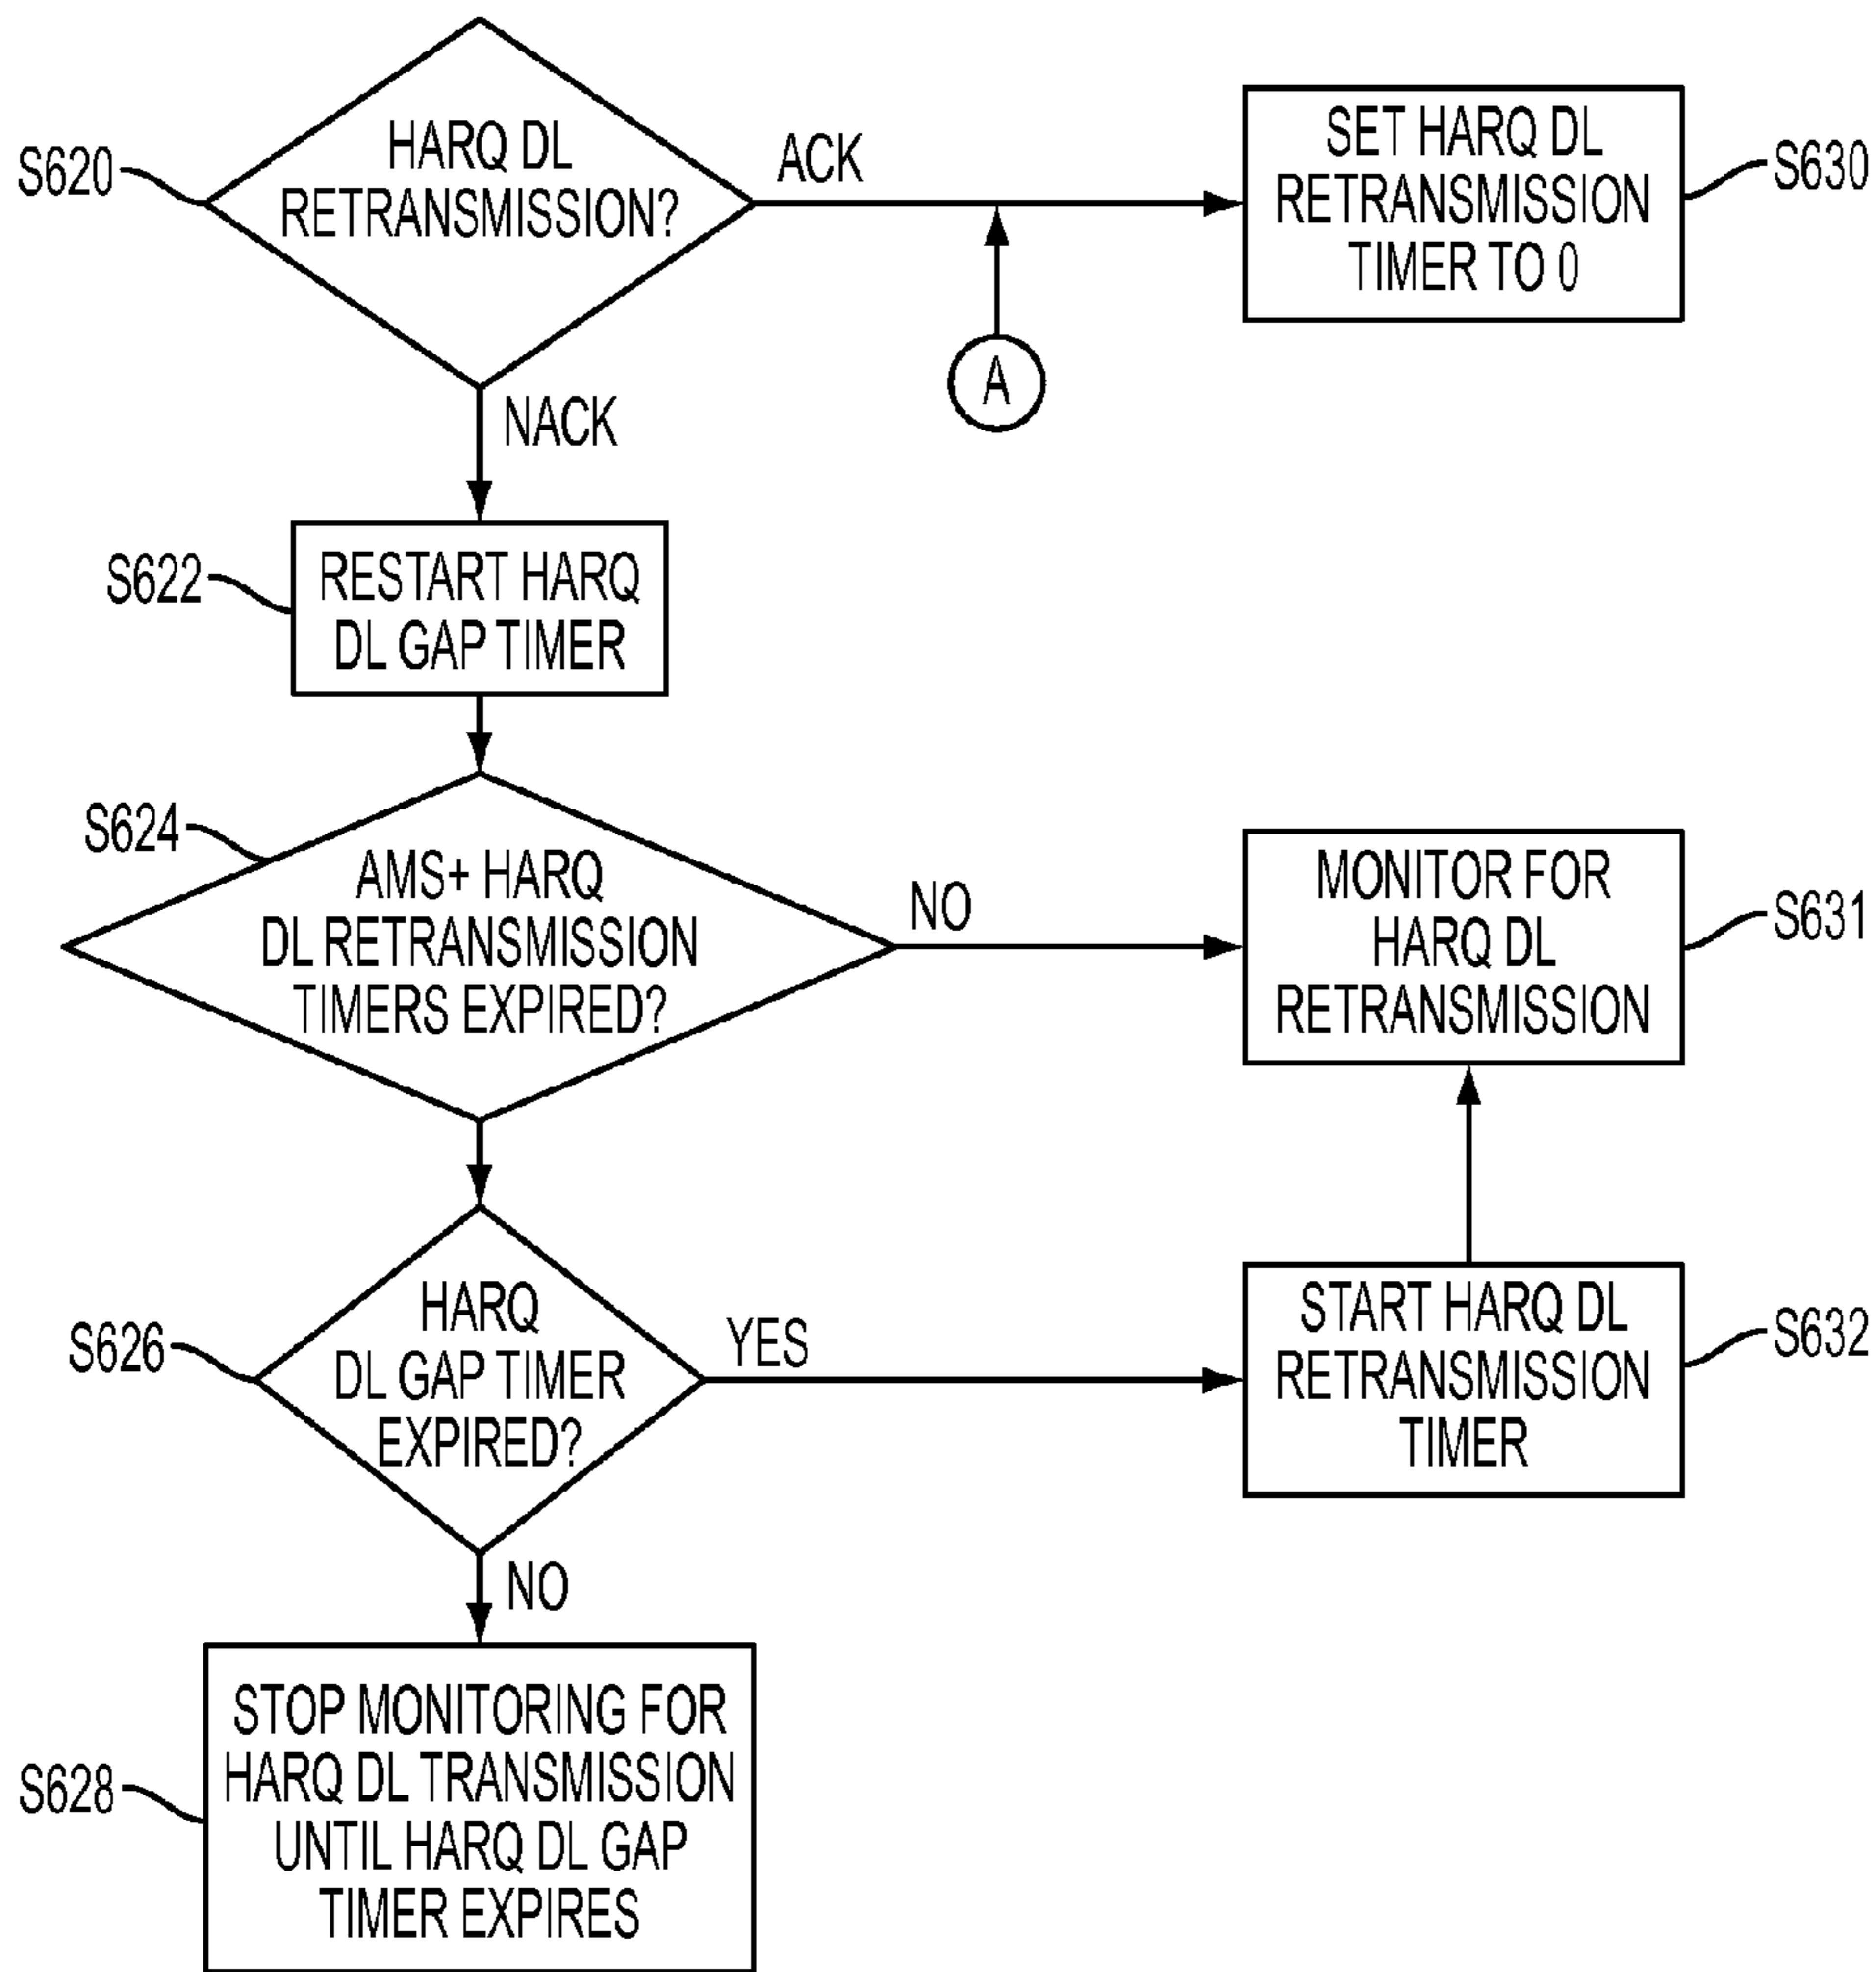 HARQ DL
RETRANSMISSION?
S620
ACK
SET HARQ DL
RETRANSMISSION
TIMER TO 0
S630
A
NACK
RESTART HARQ
DL GAP TIMER
S622
S624
AMS+ HARQ
DL RETRANSMISSION
TIMERS EXPIRED?
NO
MONITOR FOR
HARQ DL
RETRANSMISSION
S631
HARQ
DL GAP TIMER
EXPIRED?
S626
YES
START HARQ DL
RETRANSMISSION
TIMER
S632
NO
STOP MONITORING FOR
HARQ DL TRANSMISSION
UNTIL HARQ DL GAP
TIMER EXPIRES
S628